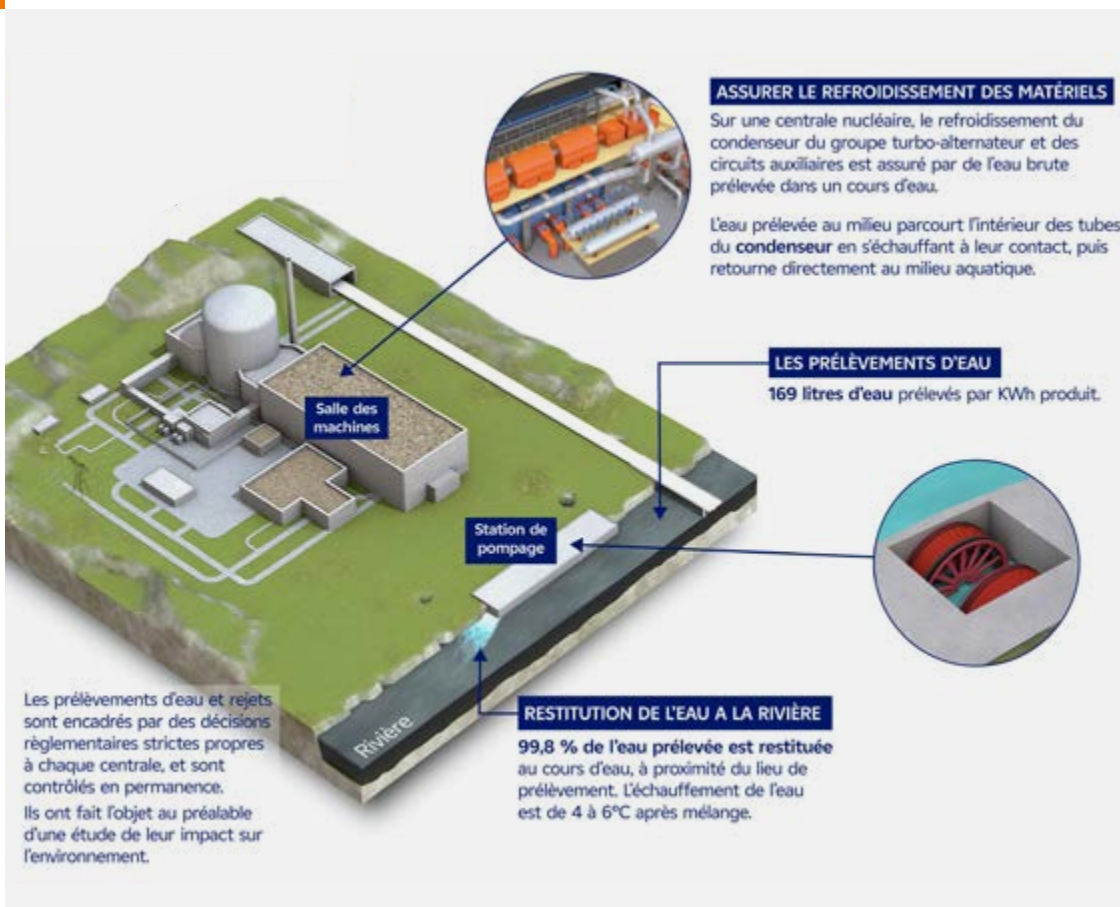 ASSURER LE REFROIDISSEMENT DES MATÉRIELS
Sur une centrale nucléaire, le refroidissement du
condenseur du groupe turbo-alternateur et des
circuits auxiliaires est assuré par de l'eau brute
prélevée dans un cours d'eau.
L'eau prélevée au milieu parcourt l'intérieur des tubes
du condenseur en s'échauffant à leur contact, puis
retourne directement au milieu aquatique.
LES PRÉLÈVEMENTS D'EAU
169 litres d'eau prélevés par KWh produit.
Salle des
machines
Station de
pompage
Rivière
RESTITUTION DE L'EAU A LA RIVIÈRE
99,8 % de l'eau prélevée est restituée
au cours d'eau, à proximité du lieu de
prélèvement. L'échauffement de l'eau
est de 4 à 6°C après mélange.
Les prélèvements d'eau et rejets
sont encadrés par des décisions
règlementaires strictes propres
à chaque centrale, et sont
contrôlés en permanence.
Ils ont fait l'objet au préalable
d'une étude de leur impact sur
l'environnement.